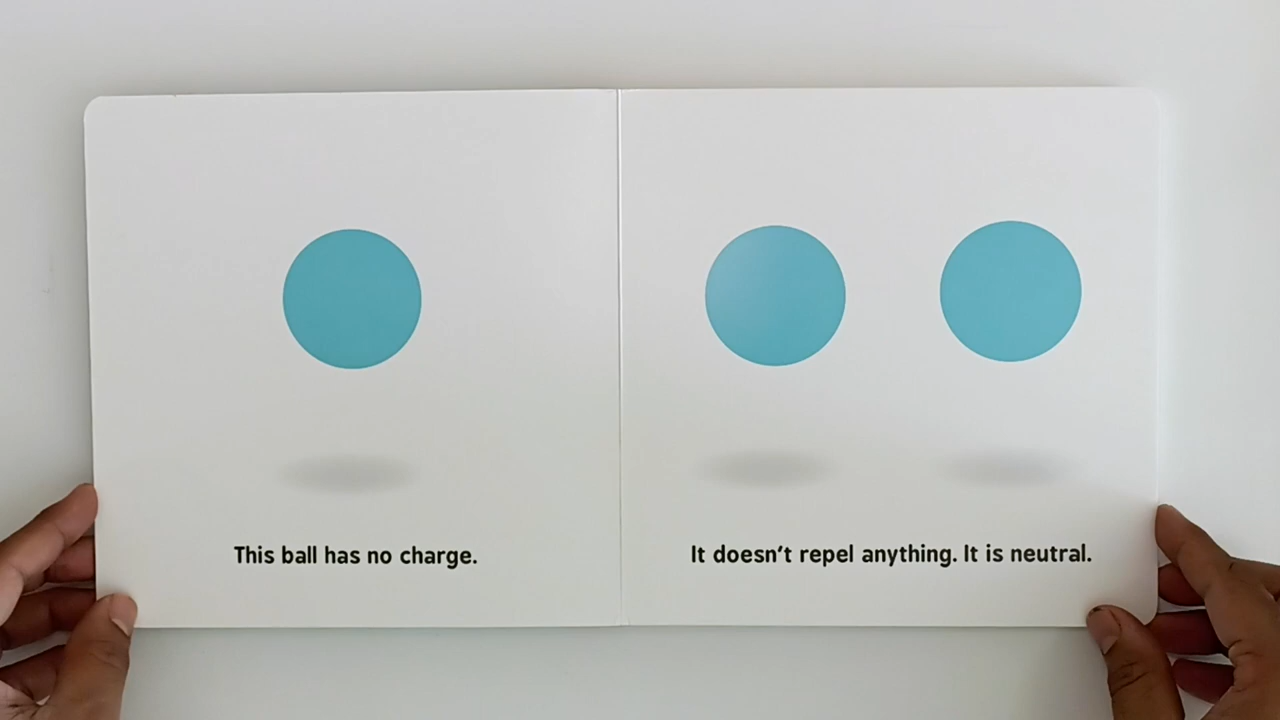 This ball has no charge.
It doesn't repel anything. It is neutral.